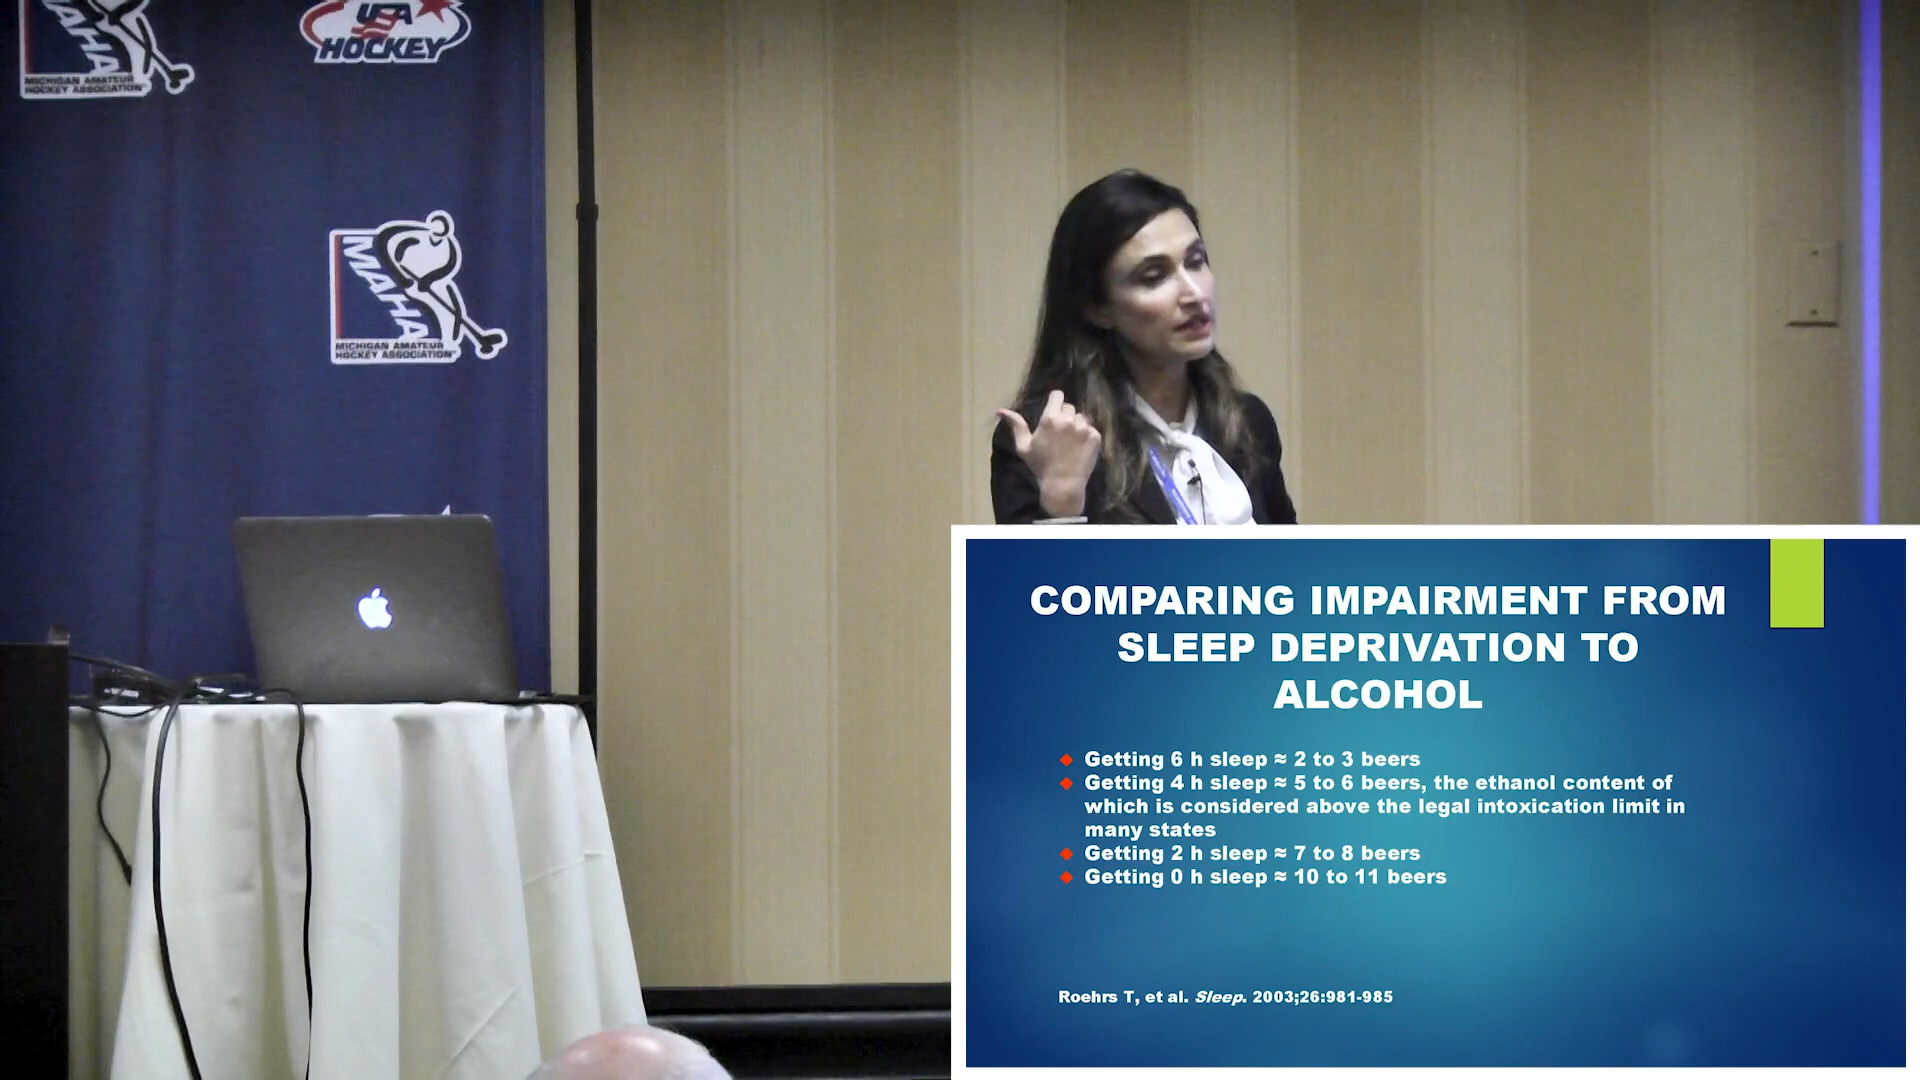 MAHA
MICHIGAN AMATEUR
HOCKEY ASSOCIATION
USA
HOCKEY
MAHA
MICHIGAN AMATEUR
HOCKEY ASSOCIATION
COMPARING IMPAIRMENT FROM
SLEEP DEPRIVATION TO
ALCOHOL
Getting 6 h sleep ≈ 2 to 3 beers
Getting 4 h sleep ≈ 5 to 6 beers, the ethanol content of
which is considered above the legal intoxication limit in
many states
Getting 2 h sleep ≈ 7 to 8 beers
Getting 0 h sleep ≈ 10 to 11 beers
Roehrs T, et al. Sleep. 2003;26:981-985